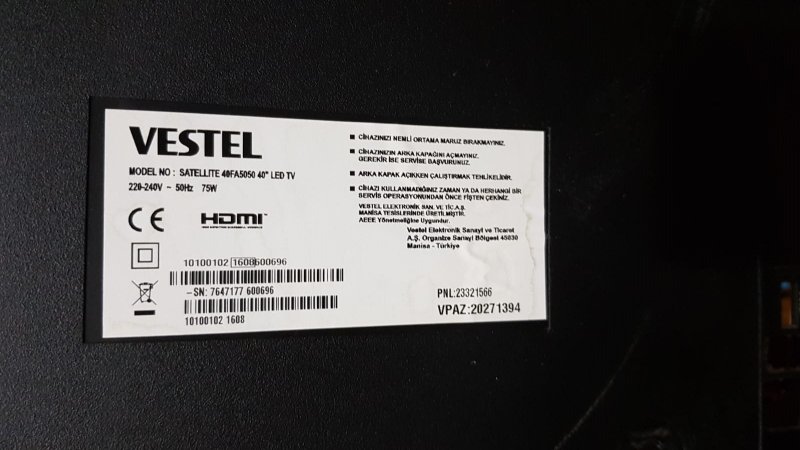 VESTEL
MODEL NO : SATELLITE 40FA5050 40" LED TV
220-240V ~ 50Hz 75W
CE HDMI
10100102 1608600696
-SN: 7647177 600696
10100102 1608
■ CİHAZINIZI NEMLİ ORTAMA MARUZ BIRAKMAYINIZ.
■ CİHAZINIZIN ARKA KAPAĞINI AÇMAYINIZ.
GEREKİR İSE SERVİSE BAŞVURUNUZ.
■ ARKA KAPAK AÇIKKEN ÇALIŞTIRMAK TEHLİKELİDİR.
■ CİHAZI KULLANMADIĞINIZ ZAMAN YA DA HERHANGİ BİR
SERVİS OPERASYONUNDAN ÖNCE FİŞTEN ÇEKİNİZ.
VESTEL ELEKTRONİK SAN. VE TİC.A.Ş.
MANİSA TESİSLERİNDE ÜRETİLMİŞTİR.
AEEE Yönetmeliğine Uygundur.
Vestel Elektronik Sanayi ve Ticaret
A.Ş. Organize Sanayi Bölgesi 45030
Manisa - Türkiye
PNL:23321566
VPAZ:20271394